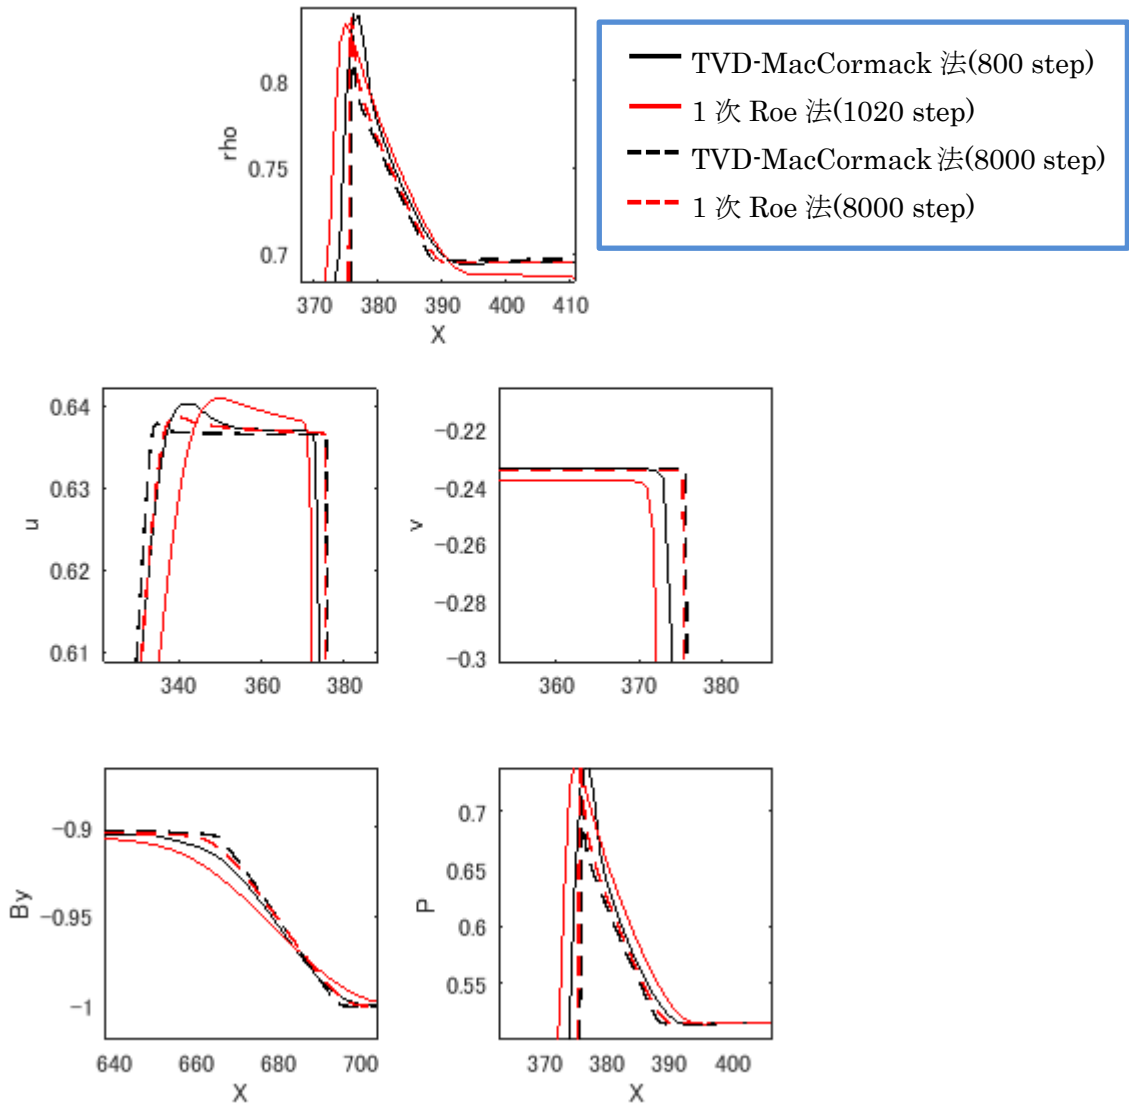 TVD-MacCormack 法(800 step)
1 次 Roe 法(1020 step)
TVD-MacCormack 法(8000 step)
1 次 Roe 法(8000 step)
rho
0.8
0.75
0.7
370 380 390 400 410
X
u
0.64
0.63
0.62
0.61
340 360 380
v
−0.22
−0.24
−0.26
−0.28
−0.3
360 370 380
By
−0.9
−0.95
−1
640 660 680 700
X
P
0.7
0.65
0.6
0.55
370 380 390 400
X